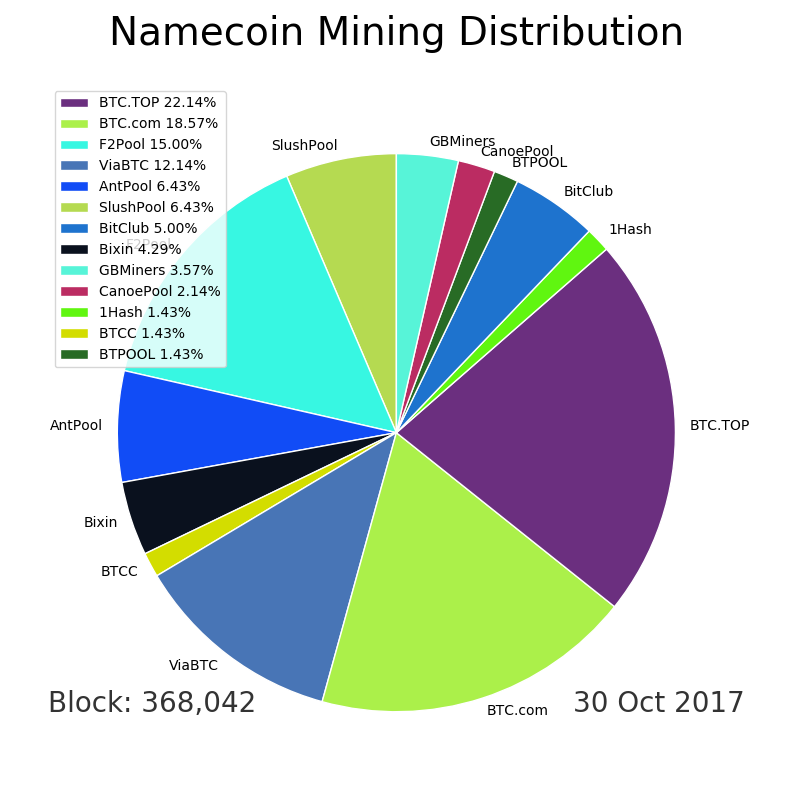 Namecoin Mining Distribution
BTC.TOP 22.14%
BTC.com 18.57%
F2Pool 15.00%
ViaBTC 12.14%
AntPool 6.43%
SlushPool 6.43%
BitClub 5.00%
Bixin 4.29%
GBMiners 3.57%
CanoePool 2.14%
1Hash 1.43%
BTCC 1.43%
BTPOOL 1.43%
SlushPool
GBMiners
CanoePool
BTPOOL
BitClub
1Hash
F2Pool
BTC.TOP
AntPool
Bixin
BTCC
ViaBTC
BTC.com
Block: 368,042
30 Oct 2017